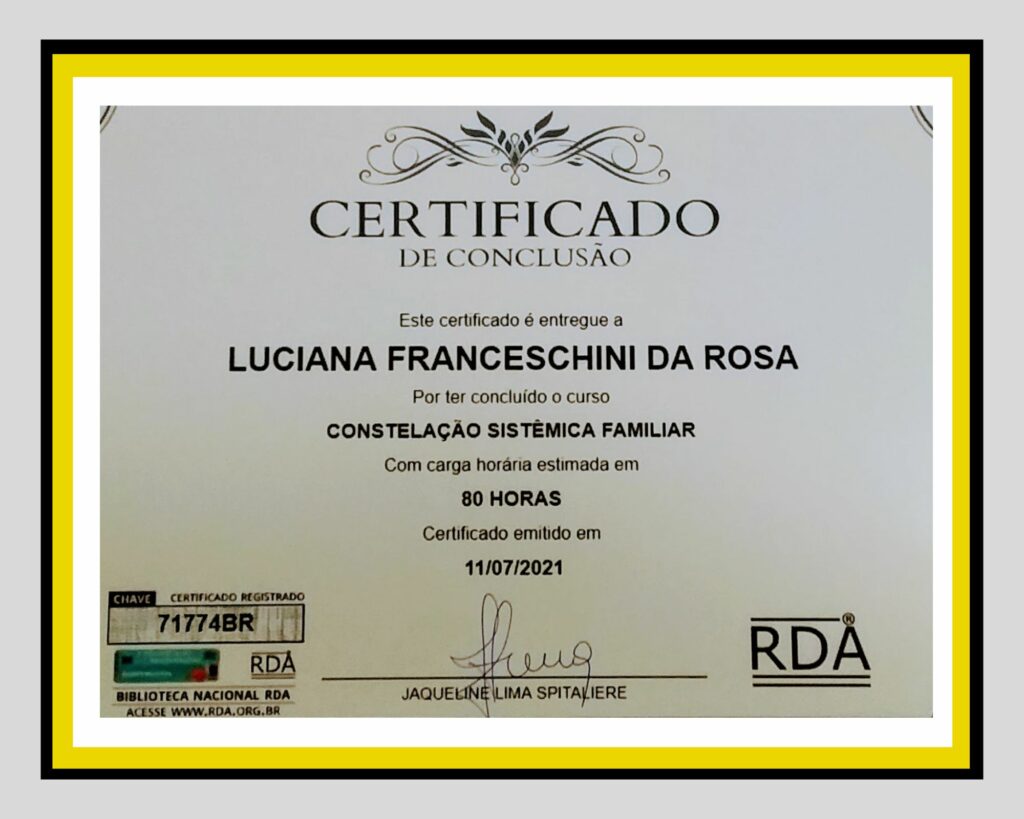 CERTIFICADO
DE CONCLUSÃO
Este certificado é entregue a
LUCIANA FRANCESCHINI DA ROSA
Por ter concluído o curso
CONSTELAÇÃO SISTÊMICA FAMILIAR
Com carga horária estimada em
80 HORAS
Certificado emitido em
11/07/2021
CHAVE CERTIFICADO REGISTRADO
71774BR
RDA
BIBLIOTECA NACIONAL RDA
ACESSE WWW.RDA.ORG.BR
JAQUELINE LIMA SPITALIERE
RDA®